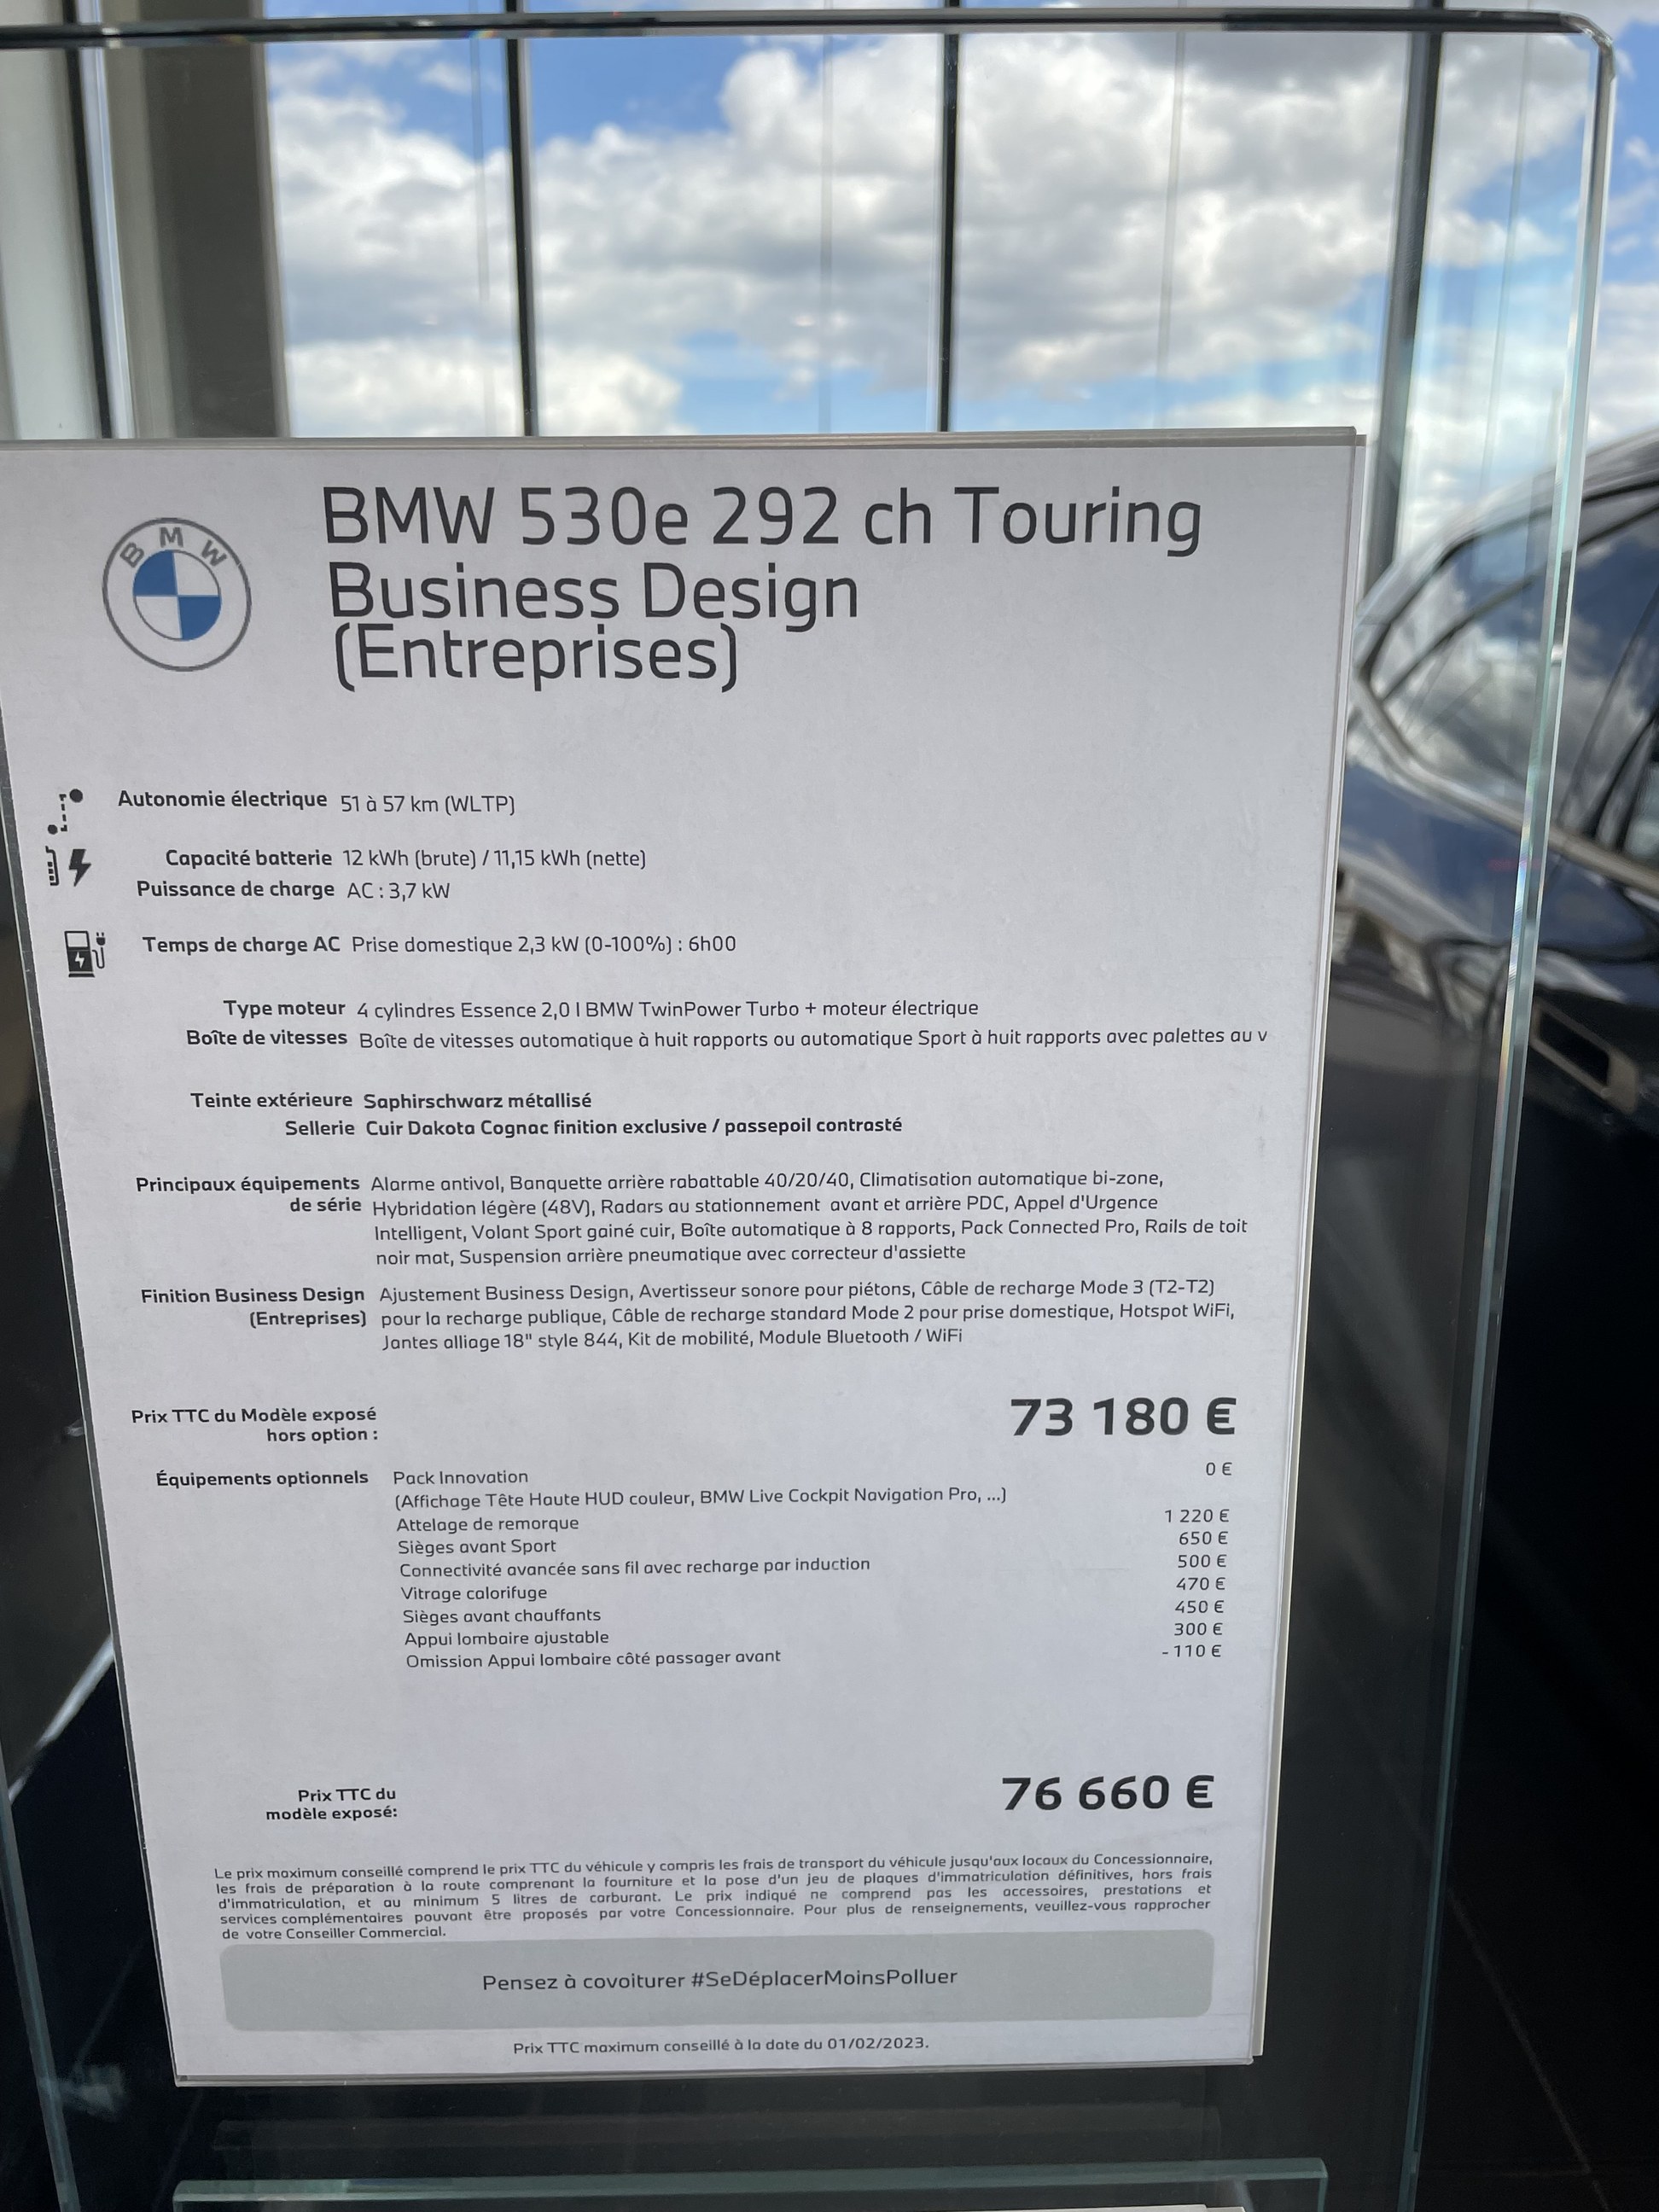 BMW
BMW 530e 292 ch Touring
Business Design
(Entreprises)
Autonomie électrique 51 à 57 km (WLTP)
Capacité batterie 12 kWh (brute) / 11,15 kWh (nette)
Puissance de charge AC : 3,7 kW
Temps de charge AC Prise domestique 2,3 kW (0-100%) : 6h00
Type moteur 4 cylindres Essence 2,0 l BMW TwinPower Turbo + moteur électrique
Boîte de vitesses Boîte de vitesses automatique à huit rapports ou automatique Sport à huit rapports avec palettes au v
Teinte extérieure Saphirschwarz métallisé
Sellerie Cuir Dakota Cognac finition exclusive / passepoil contrasté
Principaux équipements Alarme antivol, Banquette arrière rabattable 40/20/40, Climatisation automatique bi-zone,
de série Hybridation légère (48V), Radars au stationnement avant et arrière PDC, Appel d'Urgence
Intelligent, Volant Sport gainé cuir, Boîte automatique à 8 rapports, Pack Connected Pro, Rails de toit
noir mat, Suspension arrière pneumatique avec correcteur d'assiette
Finition Business Design Ajustement Business Design, Avertisseur sonore pour piétons, Câble de recharge Mode 3 (T2-T2)
(Entreprises) pour la recharge publique, Câble de recharge standard Mode 2 pour prise domestique, Hotspot WiFi,
Jantes alliage 18" style 844, Kit de mobilité, Module Bluetooth / WiFi
Prix TTC du Modèle exposé 73 180 €
hors option :
Équipements optionnels Pack Innovation 0 €
(Affichage Tête Haute HUD couleur, BMW Live Cockpit Navigation Pro, ...)
Attelage de remorque 1 220 €
Sièges avant Sport 650 €
Connectivité avancée sans fil avec recharge par induction 500 €
Vitrage calorifuge 470 €
Sièges avant chauffants 450 €
Appui lombaire ajustable 300 €
Omission Appui lombaire côté passager avant - 110 €
Prix TTC du 76 660 €
modèle exposé:
Le prix maximum conseillé comprend le prix TTC du véhicule y compris les frais de transport du véhicule jusqu'aux locaux du Concessionnaire,
les frais de préparation à la route comprenant la fourniture et la pose d'un jeu de plaques d'immatriculation définitives, hors frais
d'immatriculation, et au minimum 5 litres de carburant. Le prix indiqué ne comprend pas les accessoires, prestations et
services complémentaires pouvant être proposés par votre Concessionnaire. Pour plus de renseignements, veuillez-vous rapprocher
de votre Conseiller Commercial.
Pensez à covoiturer #SeDéplacerMoinsPolluer
Prix TTC maximum conseillé à la date du 01/02/2023.